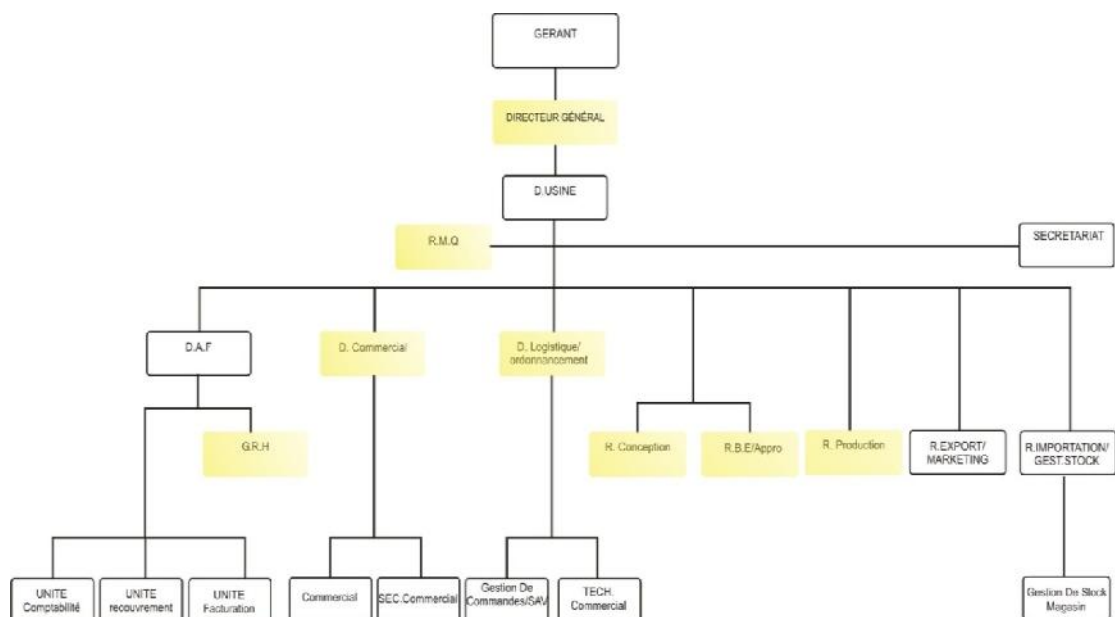 GERANT
DIRECTEUR GÉNÉRAL
D.USINE
R.M.Q
SECRETARIAT
D.A.F
D. Commercial
D. Logistique/
ordonnancement
G.R.H
R. Conception
R.B.E/Appro
R. Production
R.EXPORT/
MARKETING
R.IMPORTATION/
GEST.STOCK
UNITE
Comptabilité
UNITE
recouvrement
UNITE
Facturation
Commercial
SEC.Commercial
Gestion De
Commandes/SAV
TECH.
Commercial
Gestion De Stock
Magasin